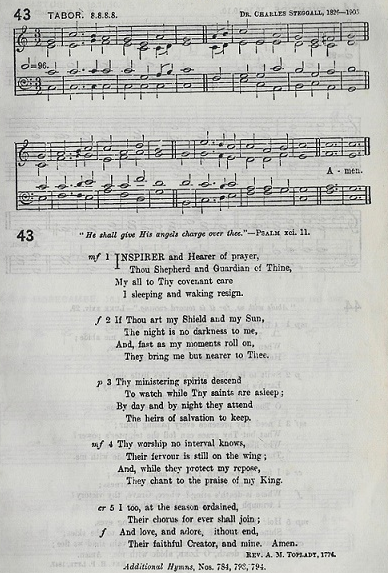 43 TABOR. 8.8.8.8. DR. CHARLES STEGGALL, 1826–1905
=96.
A - men.
43
"He shall give His angels charge over thee."—PSALM xci. 11.
mf 1 INSPIRER and Hearer of prayer,
Thou Shepherd and Guardian of Thine,
My all to Thy covenant care
I sleeping and waking resign.
f 2 If Thou art my Shield and my Sun,
The night is no darkness to me,
And, fast as my moments roll on,
They bring me but nearer to Thee.
p 3 Thy ministering spirits descend
To watch while Thy saints are asleep;
By day and by night they attend
The heirs of salvation to keep.
mf 4 Thy worship no interval knows,
Their fervour is still on the wing;
And, while they protect my repose,
They chant to the praise of my King.
cr 5 I too, at the season ordained,
Their chorus for ever shall join;
f And love, and adore, ithout end,
Their faithful Creator, and mine. Amen.
REV. A. M. TOPLADY, 1774.
Additional Hymns, Nos. 784, 793, 794.